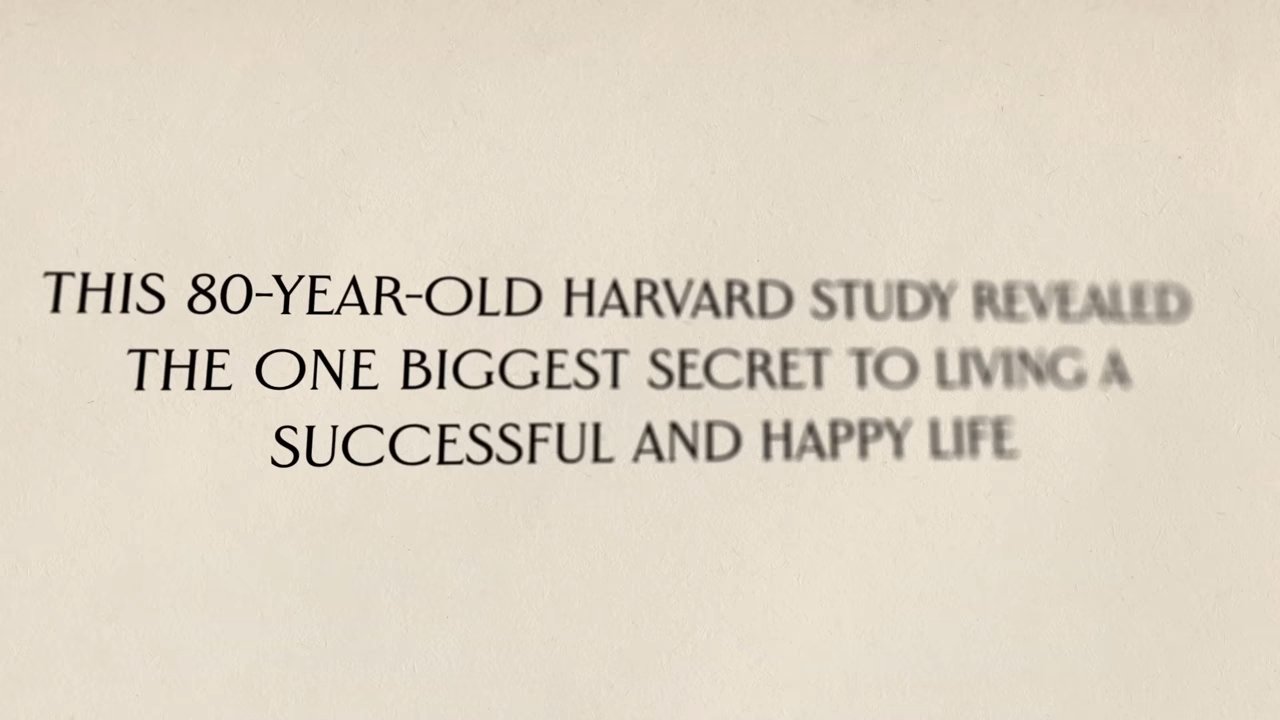 THIS 80-YEAR-OLD HARVARD STUDY REVEALED
THE ONE BIGGEST SECRET TO LIVING A
SUCCESSFUL AND HAPPY LIFE